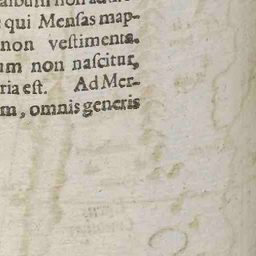 qui Mensas map-
non vestimenta.
um non nascitur,
ria est. Ad Mer-
m, omnis generis